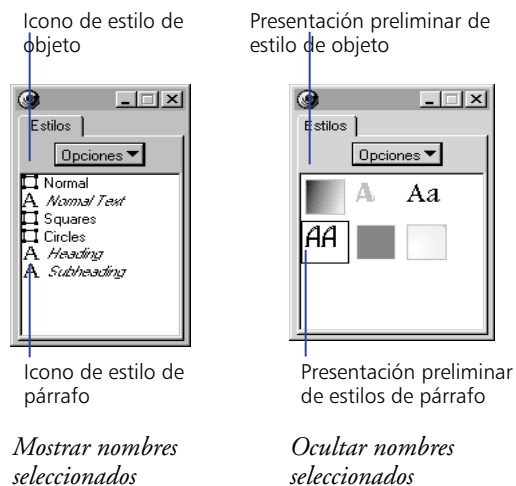 Icono de estilo de
objeto
Estilos
Opciones
Normal
Normal Text
Squares
Circles
Heading
Subheading
Icono de estilo de
párrafo
Mostrar nombres
seleccionados
Presentación preliminar de
estilo de objeto
Estilos
Opciones
A
Aa
AA
Presentación preliminar
de estilos de párrafo
Ocultar nombres
seleccionados